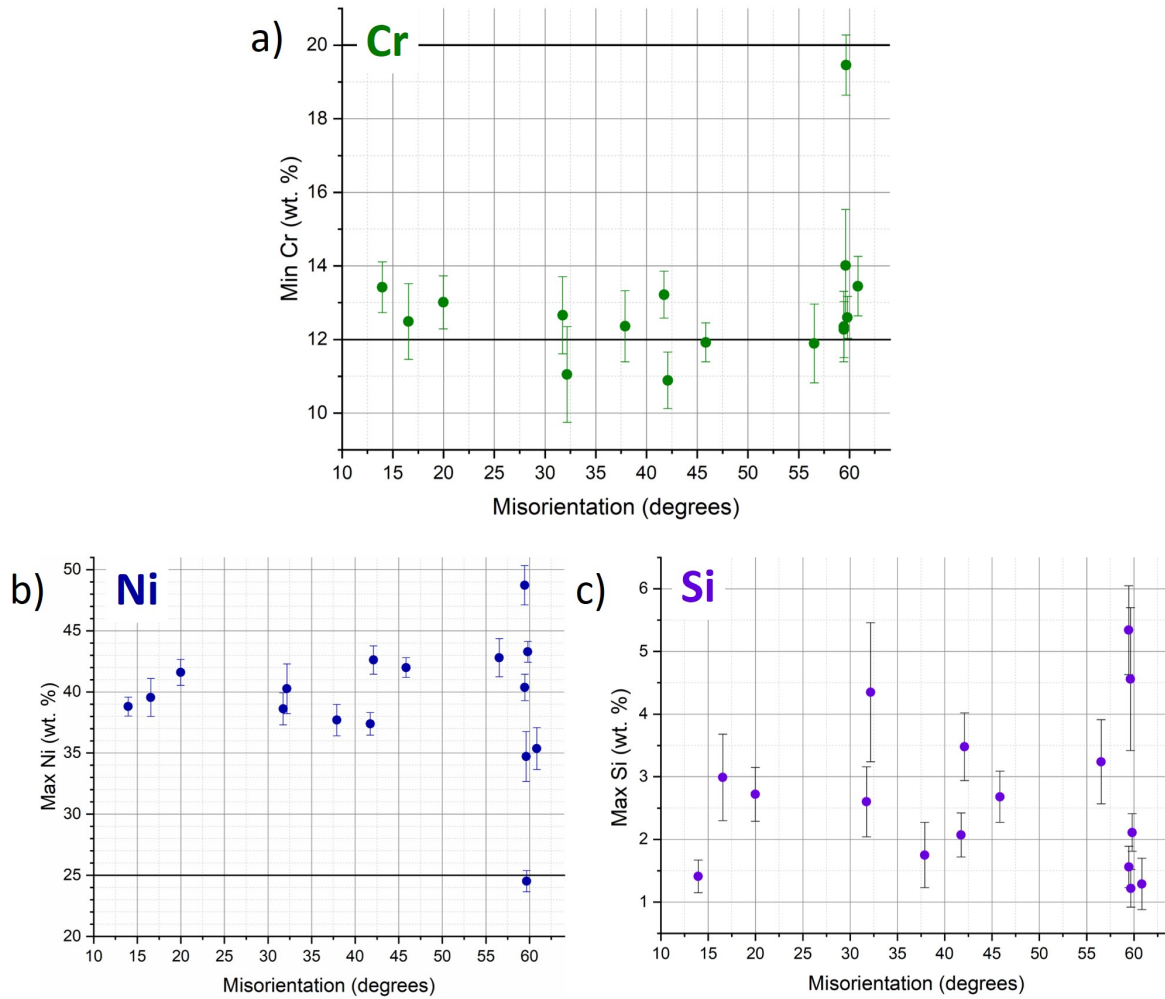 a) Cr
20
18
16
14
12
10
Min Cr (wt. %)
10 15 20 25 30 35 40 45 50 55 60
Misorientation (degrees)
b) Ni
50
45
40
35
30
25
20
Max Ni (wt. %)
10 15 20 25 30 35 40 45 50 55 60
Misorientation (degrees)
c) Si
6
5
4
3
2
1
Max Si (wt. %)
10 15 20 25 30 35 40 45 50 55 60
Misorientation (degrees)